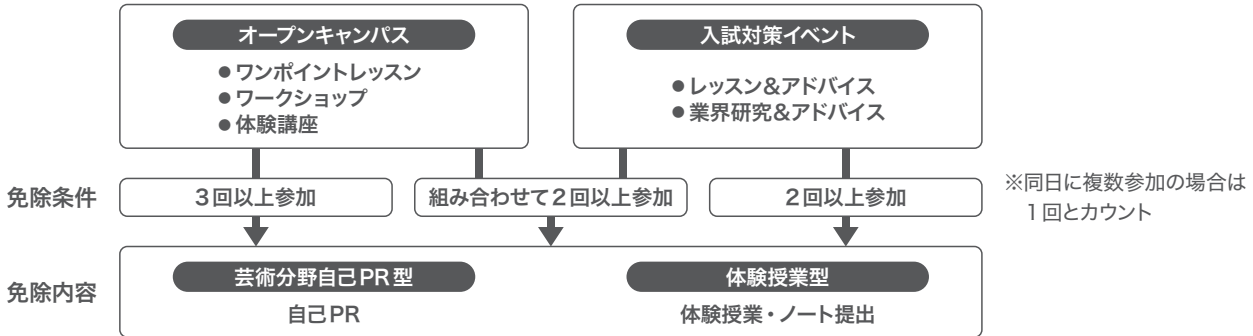 オープンキャンパス
●ワンポイントレッスン
●ワークショップ
●体験講座
入試対策イベント
●レッスン&アドバイス
●業界研究&アドバイス
免除条件
3回以上参加
組み合わせて2回以上参加
2回以上参加
※同日に複数参加の場合は
1回とカウント
免除内容
芸術分野自己PR型
自己PR
体験授業型
体験授業・ノート提出